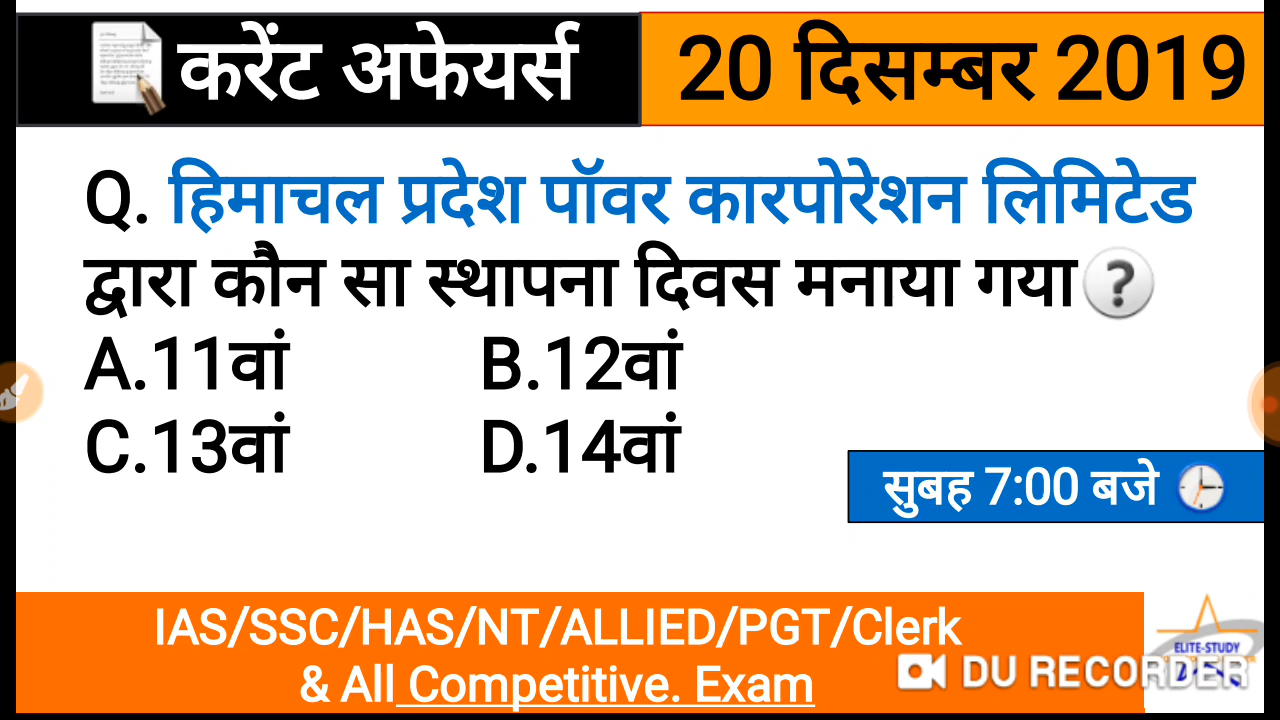 करेंट अफेयर्स 20 दिसम्बर 2019
Q. हिमाचल प्रदेश पॉवर कारपोरेशन लिमिटेड
द्वारा कौन सा स्थापना दिवस मनाया गया?
A.11वां B.12वां
C.13वां D.14वां
सुबह 7:00 बजे
IAS/SSC/HAS/NT/ALLIED/PGT/Clerk
& All Competitive. Exam
ELITE-STUDY
DU RECORDER